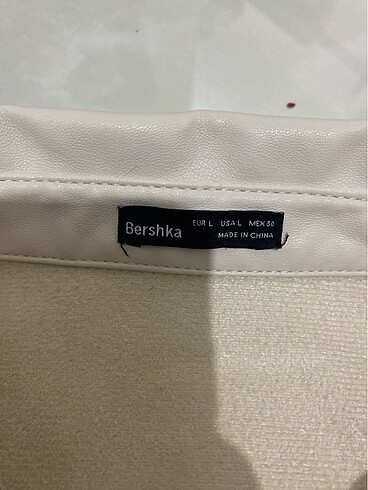 Bershka
EUR L USA L MEX 30
MADE IN CHINA